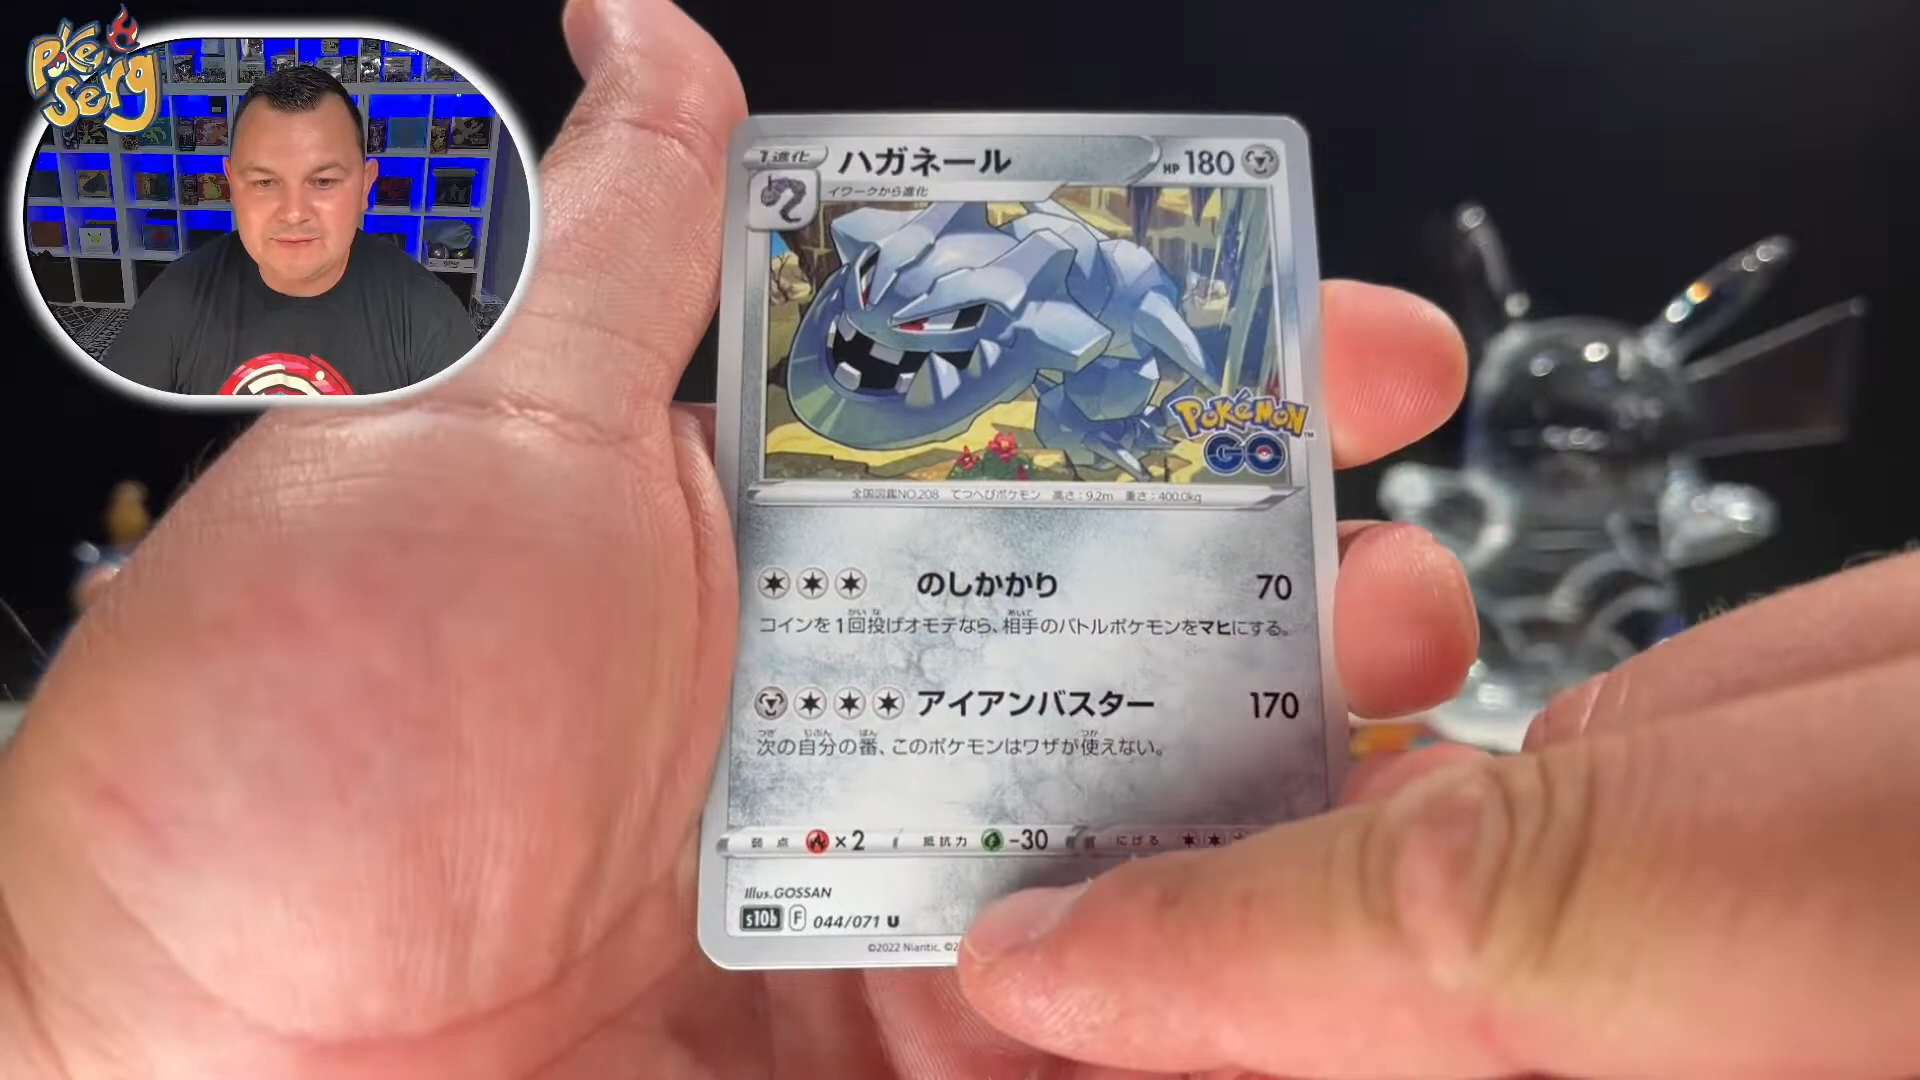 Poké
Serg
1進化
ハガネール
HP 180
イワークから進化
POKÉMON
GO
全国図鑑NO.208 てつへびポケモン 高さ:9.2m 重さ:400.0kg
のしかかり 70
コインを1回投げオモテなら、相手のバトルポケモンをマヒにする。
アイアンバスター 170
次の自分の番、このポケモンはワザが使えない。
弱点 ×2 抵抗力 -30 にげる
Illus.GOSSAN
s10b F 044/071 U
©2022 Niantic,